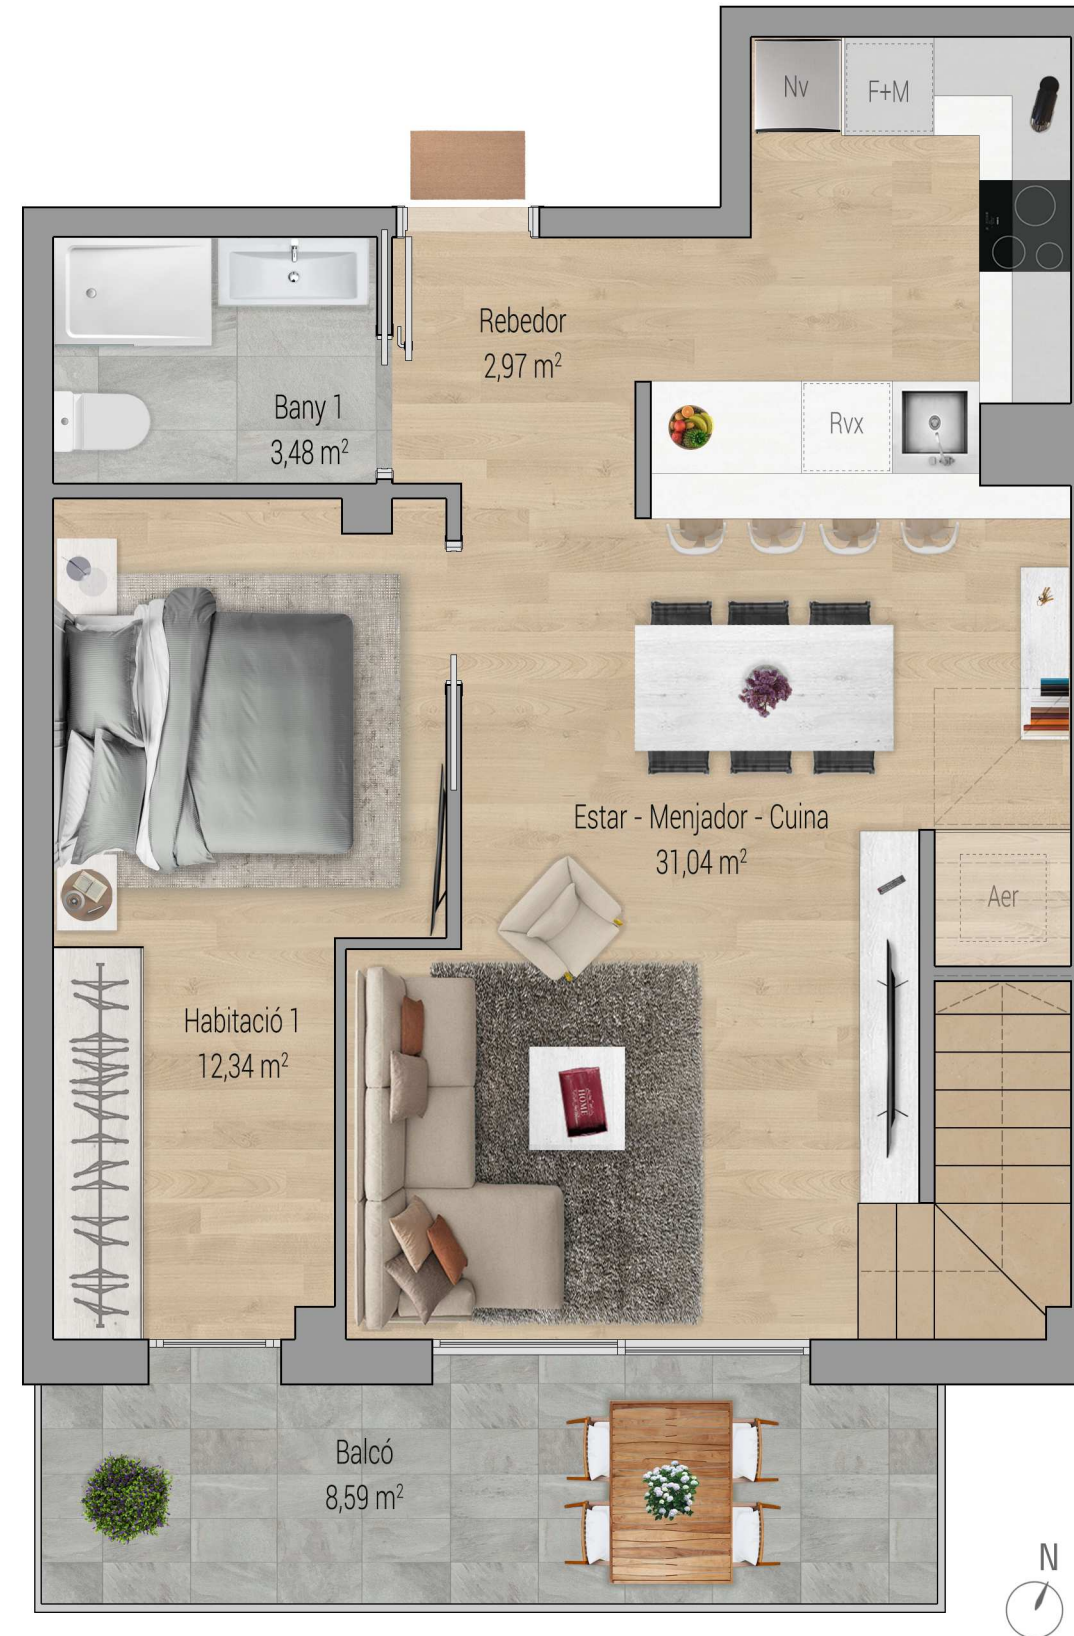 Nv
F+M
Rebedor
2,97 m²
Bany 1
3,48 m²
Rvx
Estar - Menjador - Cuina
31,04 m²
Aer
Habitació 1
12,34 m²
HOME
Balcó
8,59 m²
N